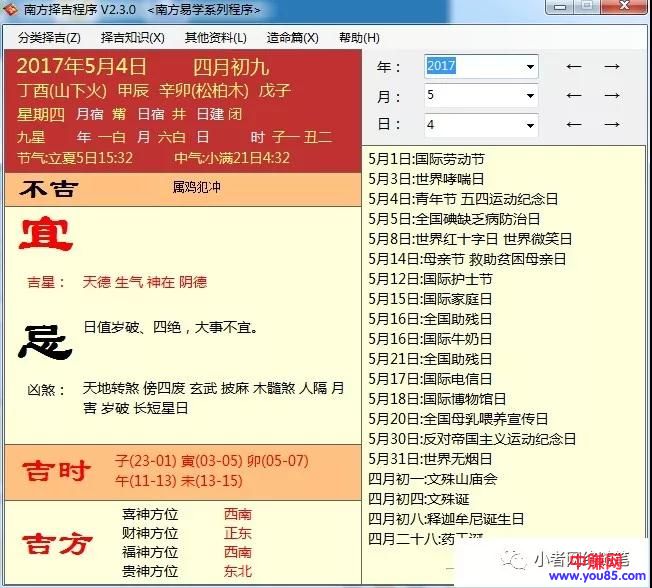 南方择吉程序 V2.3.0 <南方易学系列程序>
分类择吉(Z) 择吉知识(X) 其他资料(L) 造命篇(X) 帮助(H)
2017年5月4日 四月初九
丁酉(山下火) 甲辰 辛卯(松柏木) 戊子
星期四 月宿 觜 日宿 井 日建 闭
九星 年 一白 月 六白 日 时 子一 丑二
节气:立夏5日15:32 中气:小满21日4:32
不吉 属鸡犯冲
宜
吉星： 天德 生气 神在 阴德
忌 日值岁破、四绝，大事不宜。
凶煞： 天地转煞 傍四废 玄武 披麻 木髓煞 人隔 月
害 岁破 长短星日
吉时 子(23-01) 寅(03-05) 卯(05-07)
午(11-13) 未(13-15)
吉方
喜神方位 西南
财神方位 正东
福神方位 西南
贵神方位 东北
年： 2017 ← →
月： 5 ← →
日： 4 ← →
5月1日:国际劳动节
5月3日:世界哮喘日
5月4日:青年节 五四运动纪念日
5月5日:全国碘缺乏病防治日
5月8日:世界红十字日 世界微笑日
5月14日:母亲节 救助贫困母亲日
5月12日:国际护士节
5月15日:国际家庭日
5月16日:全国助残日
5月16日:国际牛奶日
5月21日:全国助残日
5月17日:国际电信日
5月18日:国际博物馆日
5月20日:全国母乳喂养宣传日
5月30日:反对帝国主义运动纪念日
5月31日:世界无烟日
四月初一:文殊山庙会
四月初四:文殊诞
四月初八:释迦牟尼诞生日
四月二十八:药王诞
小者网络随笔
中赚网
www.you85.com